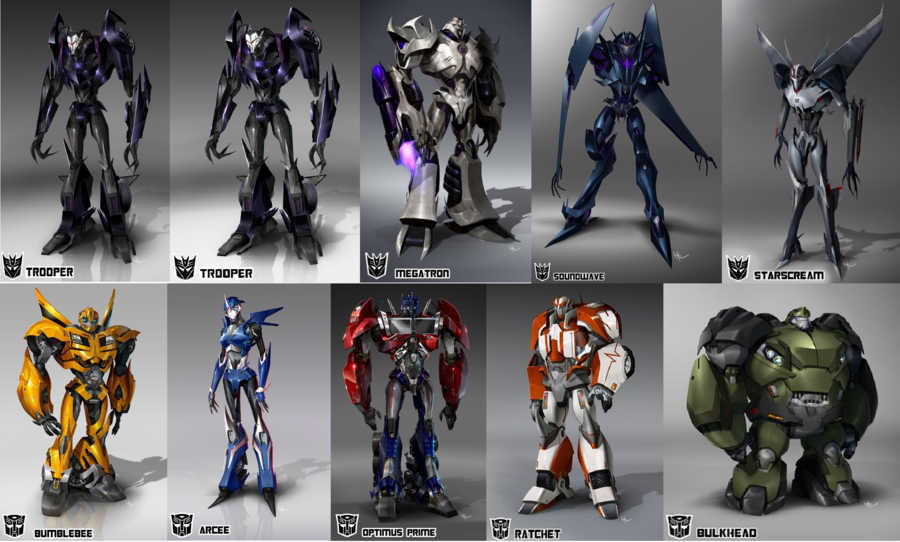 TROOPER
TROOPER
MEGATRON
SOUNDWAVE
STARSCREAM
BUMBLEBEE
ARCEE
OPTIMUS PRIME
RATCHET
BULKHEAD